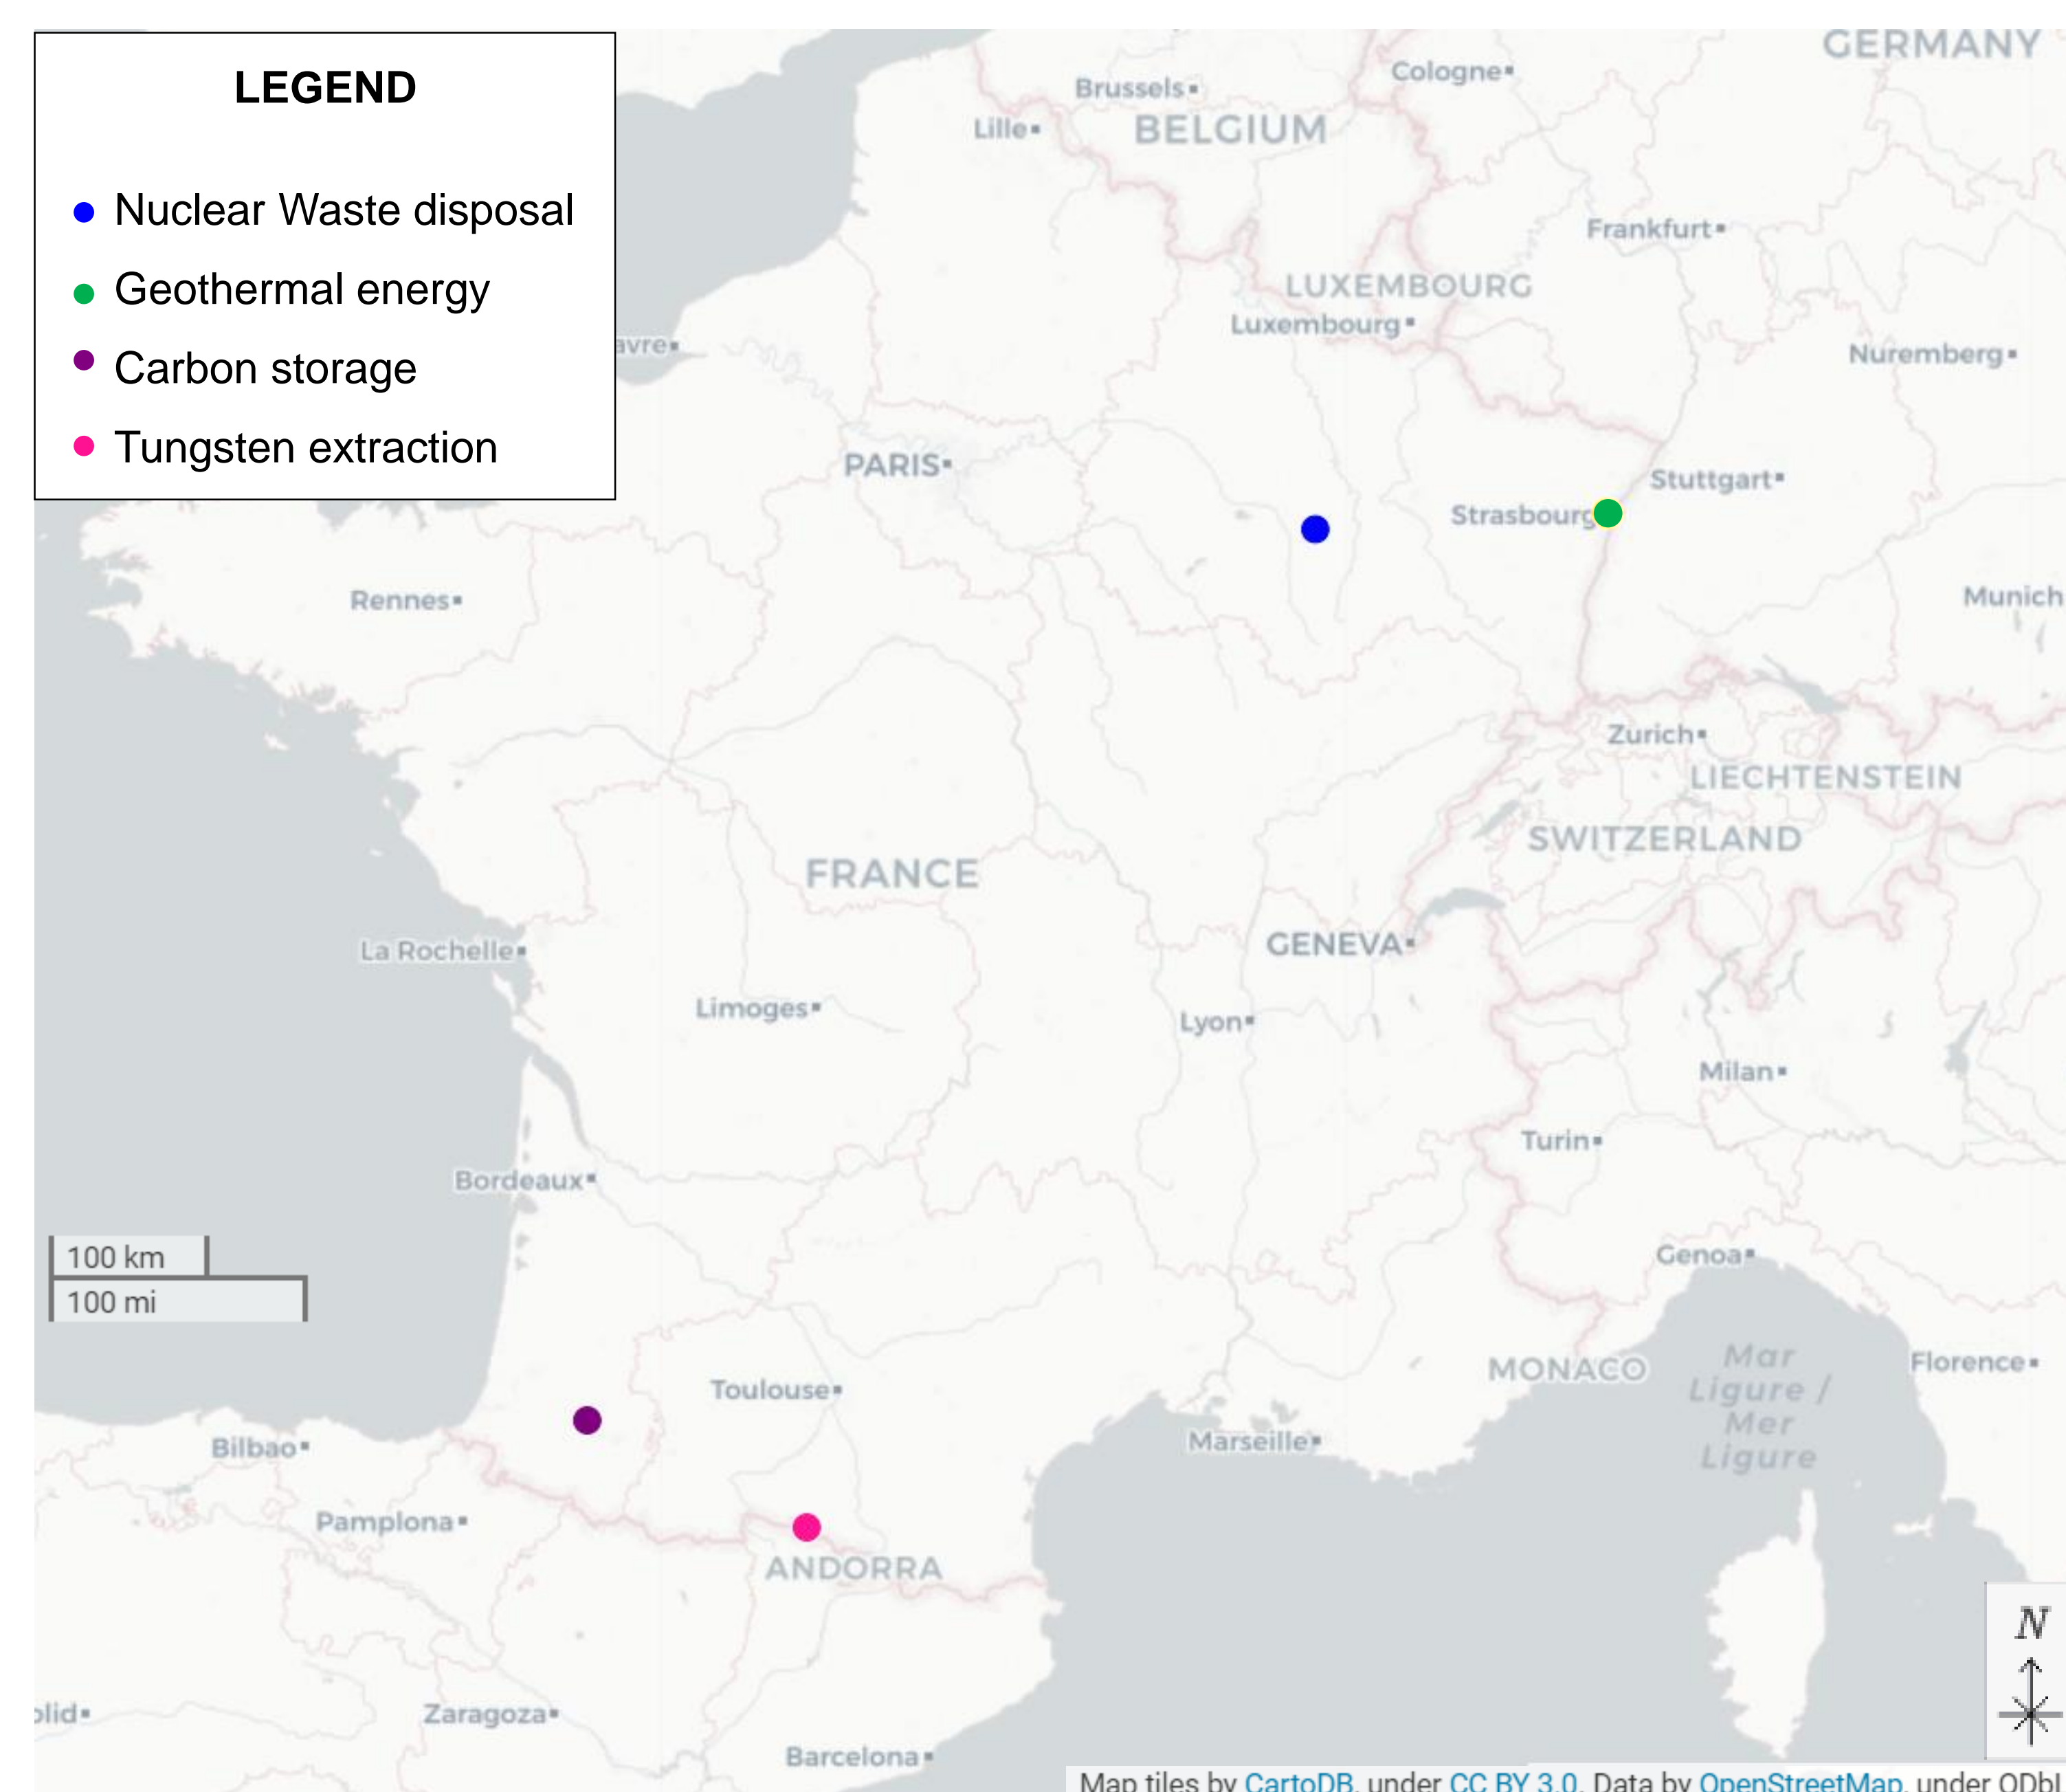 LEGEND
Nuclear Waste disposal
Geothermal energy
Carbon storage
Tungsten extraction
GERMANY
Cologne
Brussels
Lille
BELGIUM
Frankfurt
LUXEMBOURG
Luxembourg
avre
Nuremberg
PARIS
Stuttgart
Strasbourg
Rennes
Munich
Zurich
LIECHTENSTEIN
SWITZERLAND
FRANCE
GENEVA
La Rochelle
Limoges
Lyon
Milan
Turin
Bordeaux
Genoa
100 km
100 mi
Mar
Ligure /
Mer
Ligure
MONACO
Florence
Toulouse
Marseille
Bilbao
Pamplona
ANDORRA
N
Zaragoza
olid
Barcelona
Map tiles by CartoDB, under CC BY 3.0. Data by OpenStreetMap, under ODbL